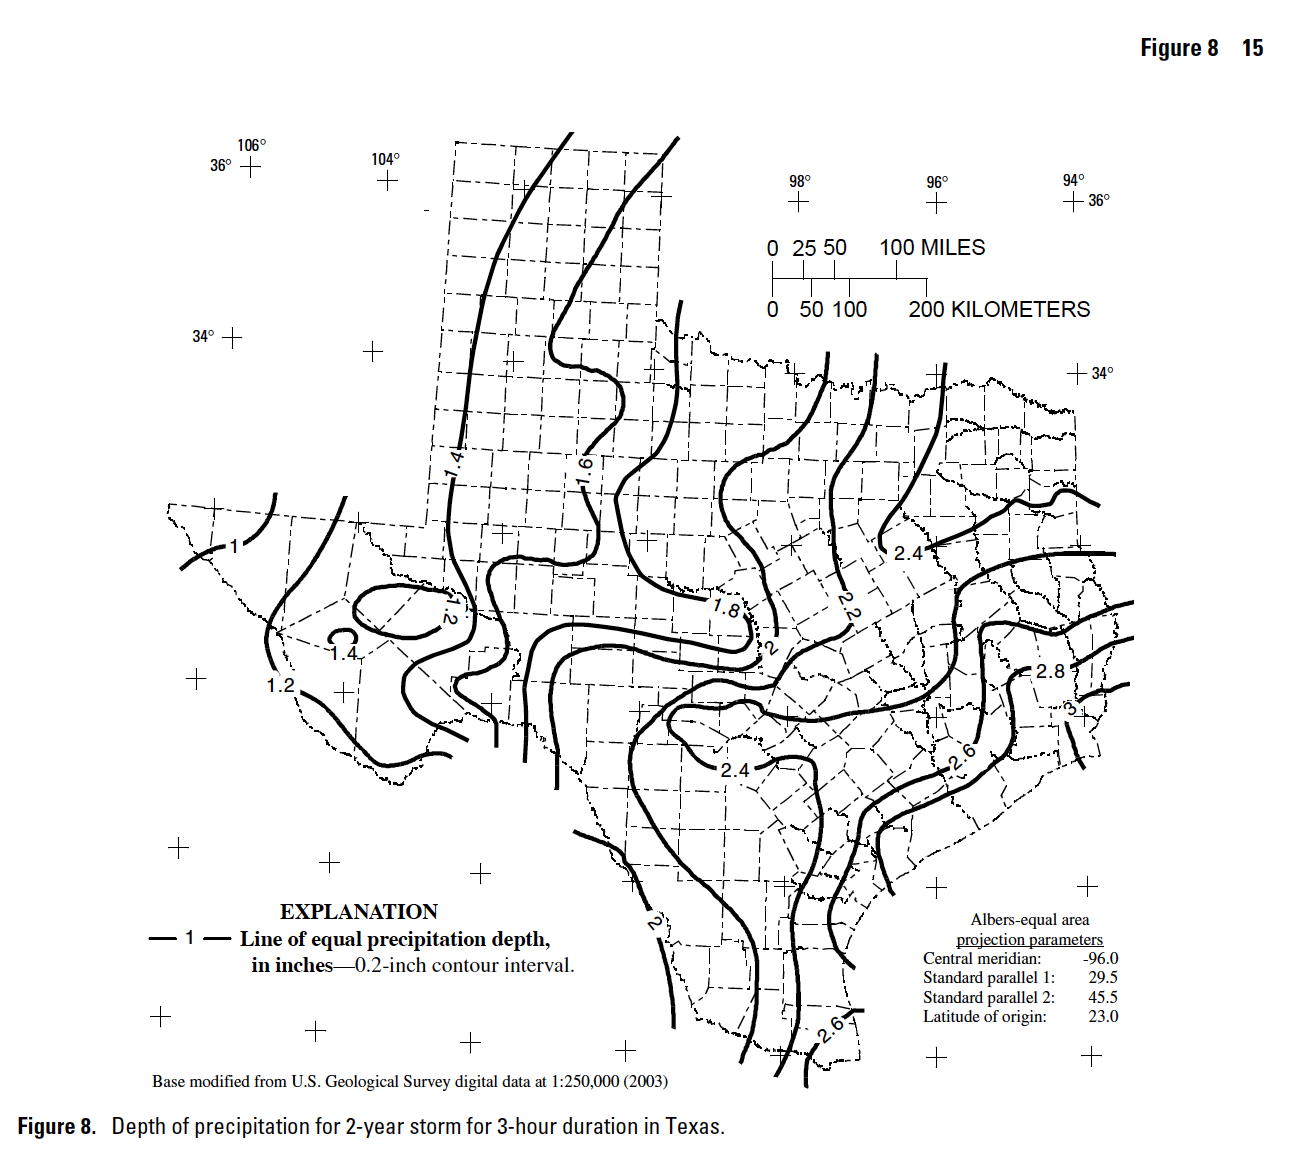 Figure 8 15
106°
36°
104°
98°
96°
94°
36°
0 25 50 100 MILES
0 50 100 200 KILOMETERS
34°
34°
1.4
1.6
1
2.4
1.2
1.8
2.2
1.4
2
1.2
2.8
3
2.6
2.4
2
2.6
EXPLANATION
1 Line of equal precipitation depth,
in inches—0.2-inch contour interval.
Albers-equal area
projection parameters
Central meridian: -96.0
Standard parallel 1: 29.5
Standard parallel 2: 45.5
Latitude of origin: 23.0
Base modified from U.S. Geological Survey digital data at 1:250,000 (2003)
Figure 8. Depth of precipitation for 2-year storm for 3-hour duration in Texas.